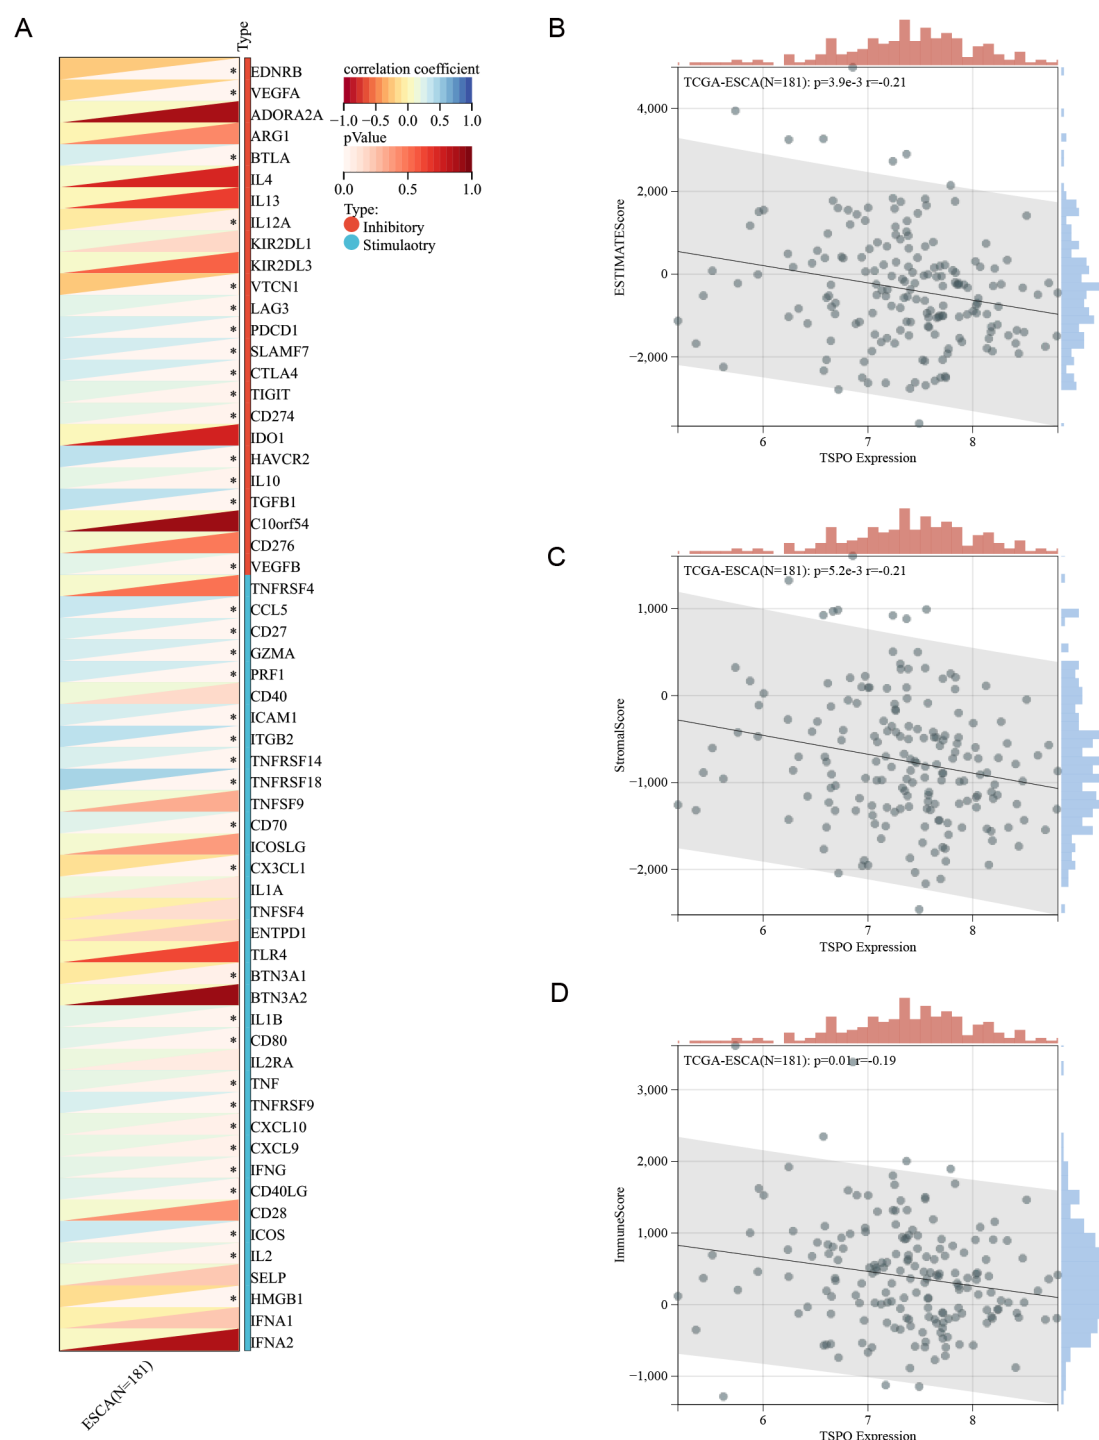 A
Type
EDNRB
VEGFA
ADORA2A
ARG1
BTLA
IL4
IL13
IL12A
KIR2DL1
KIR2DL3
VTCN1
LAG3
PDCD1
SLAMF7
CTLA4
TIGIT
CD274
IDO1
HAVCR2
IL10
TGFB1
C10orf54
CD276
VEGFB
TNFRSF4
CCL5
CD27
GZMA
PRF1
CD40
ICAM1
ITGB2
TNFRSF14
TNFRSF18
TNFSF9
CD70
ICOSLG
CX3CL1
IL1A
TNFSF4
ENTPD1
TLR4
BTN3A1
BTN3A2
IL1B
CD80
IL2RA
TNF
TNFRSF9
CXCL10
CXCL9
IFNG
CD40LG
CD28
ICOS
IL2
SELP
HMGB1
IFNA1
IFNA2
ESCA(N=181)
correlation coefficient
−1.0 −0.5 0.0 0.5 1.0
pValue
0.0 0.5 1.0
Type:
Inhibitory
Stimulaotry
B
TCGA-ESCA(N=181): p=3.9e-3 r=-0.21
4,000
2,000
0
−2,000
ESTIMATEScore
6 7 8
TSPO Expression
C
TCGA-ESCA(N=181): p=5.2e-3 r=-0.21
1,000
0
−1,000
−2,000
StromalScore
6 7 8
TSPO Expression
D
TCGA-ESCA(N=181): p=0.01 r=-0.19
3,000
2,000
1,000
0
−1,000
ImmuneScore
6 7 8
TSPO Expression